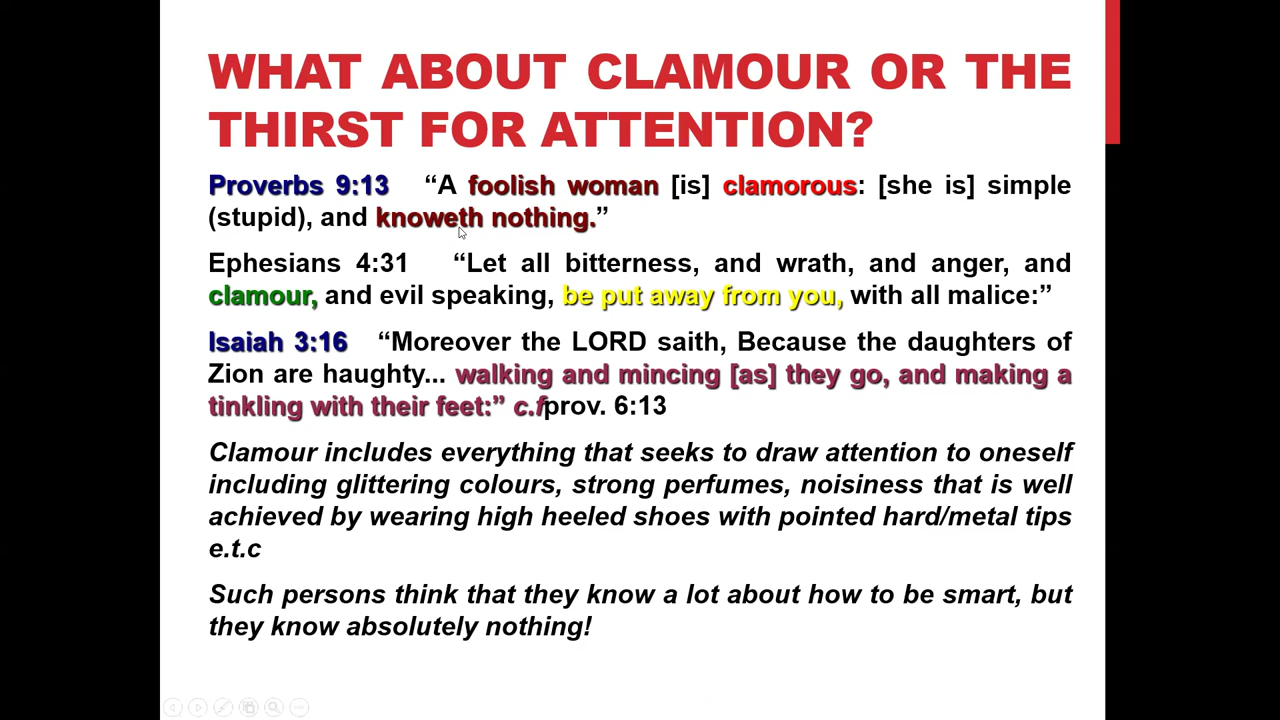 WHAT ABOUT CLAMOUR OR THE
THIRST FOR ATTENTION?
Proverbs 9:13 “A foolish woman [is] clamorous: [she is] simple
(stupid), and knoweth nothing.”
Ephesians 4:31 “Let all bitterness, and wrath, and anger, and
clamour, and evil speaking, be put away from you, with all malice:”
Isaiah 3:16 “Moreover the LORD saith, Because the daughters of
Zion are haughty... walking and mincing [as] they go, and making a
tinkling with their feet:” c.fprov. 6:13
Clamour includes everything that seeks to draw attention to oneself
including glittering colours, strong perfumes, noisiness that is well
achieved by wearing high heeled shoes with pointed hard/metal tips
e.t.c
Such persons think that they know a lot about how to be smart, but
they know absolutely nothing!